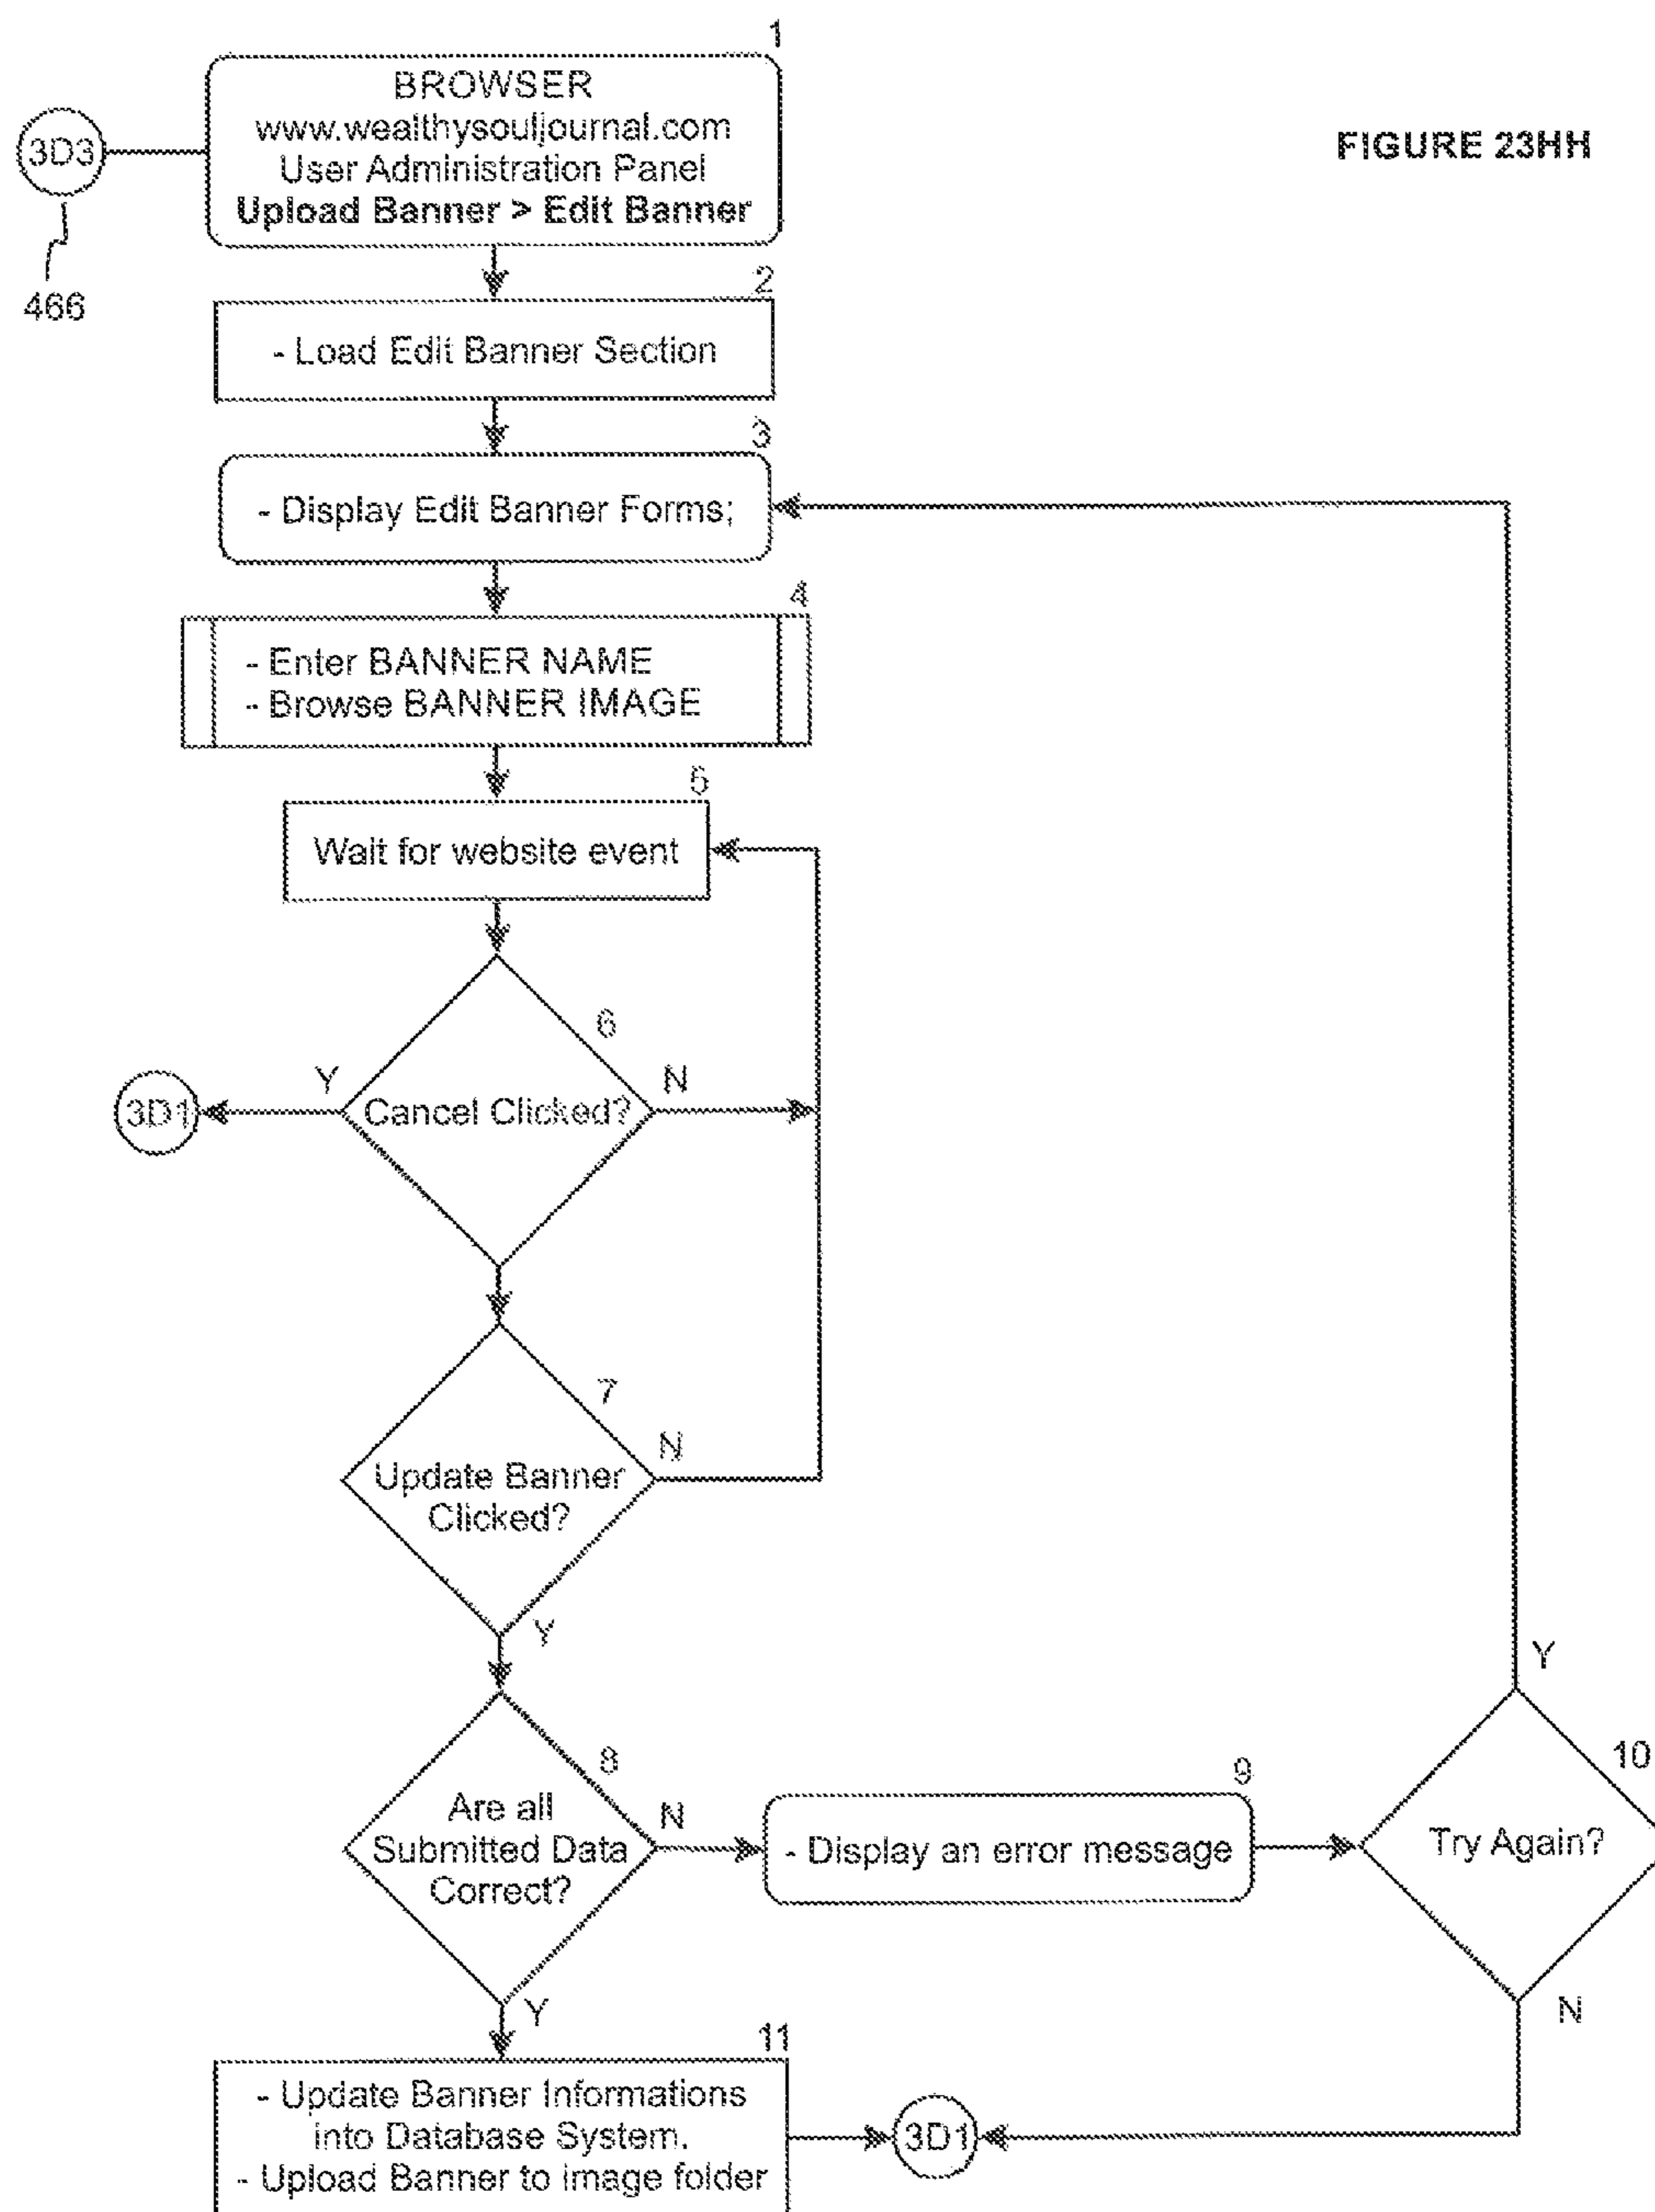 1
BROWSER
www.wealthysouljournal.com
User Administration Panel
Upload Banner > Edit Banner
3D3
466
FIGURE 23HH
2
- Load Edit Banner Section
3
- Display Edit Banner Forms;
4
- Enter BANNER NAME
- Browse BANNER IMAGE
5
Wait for website event
6
Y
N
Cancel Clicked?
3D1
7
N
Update Banner
Clicked?
Y
8
Are all
Submitted Data
Correct?
N
Y
9
- Display an error message
Y
10
Try Again?
N
11
- Update Banner Informations
into Database System.
- Upload Banner to image folder
3D1